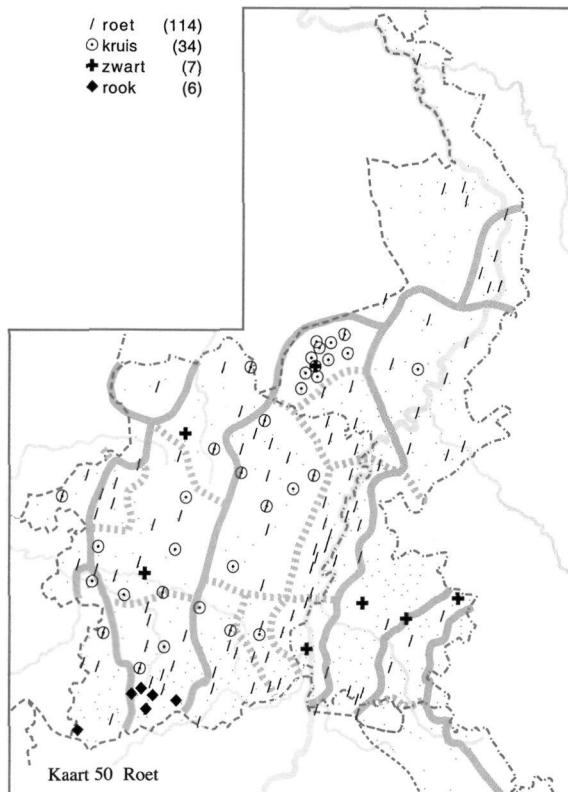 / roet (114)
⊙ kruis (34)
✚ zwart (7)
◆ rook (6)
Kaart 50 Roet